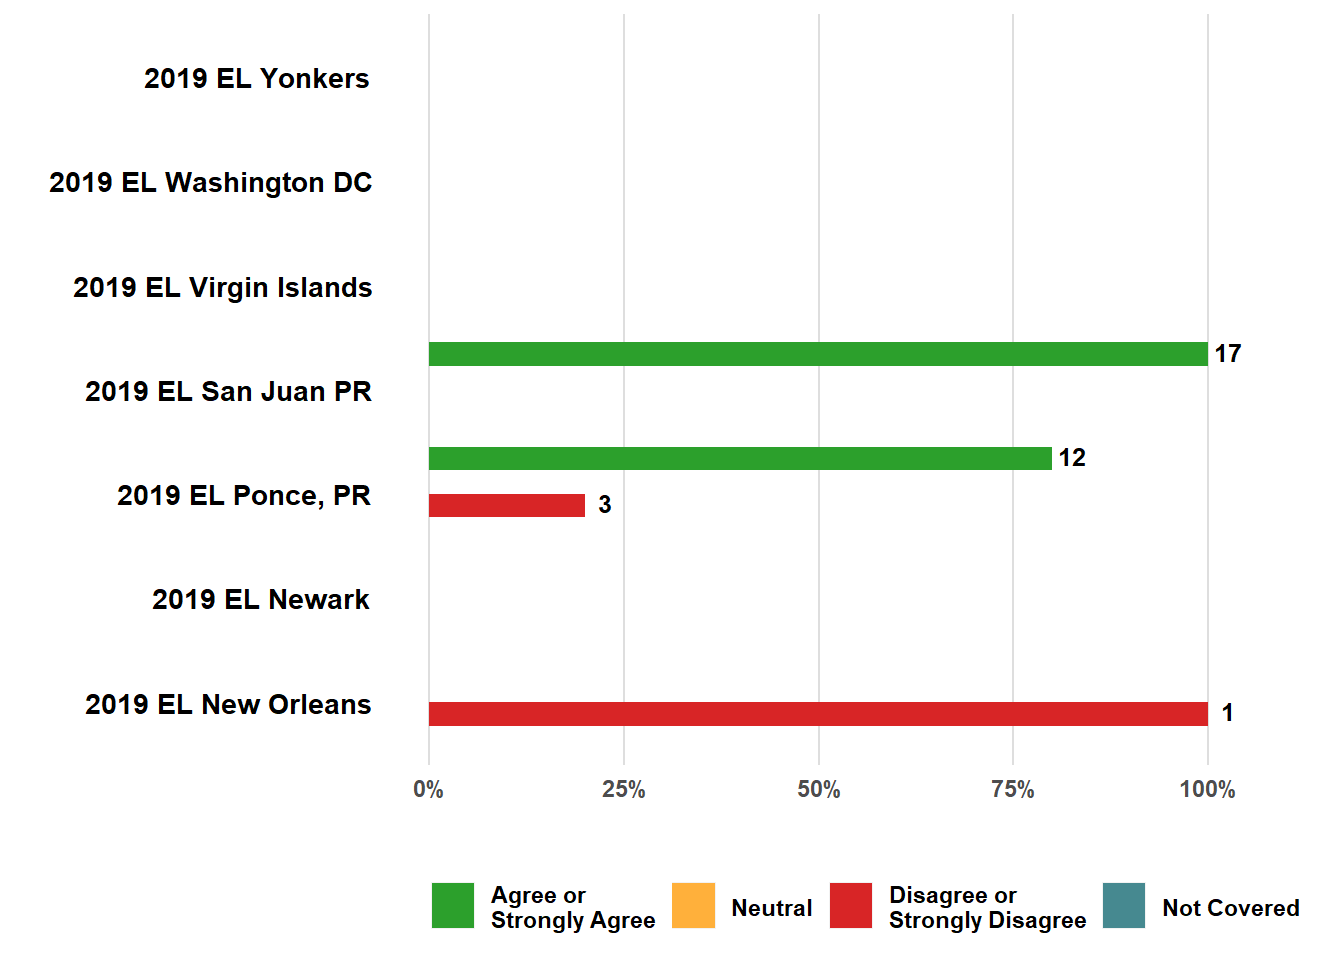 2019 EL Yonkers
2019 EL Washington DC
2019 EL Virgin Islands
17
2019 EL San Juan PR
12
2019 EL Ponce, PR
3
2019 EL Newark
2019 EL New Orleans
1
0% 25% 50% 75% 100%
Agree or
Strongly Agree
Neutral
Disagree or
Strongly Disagree
Not Covered